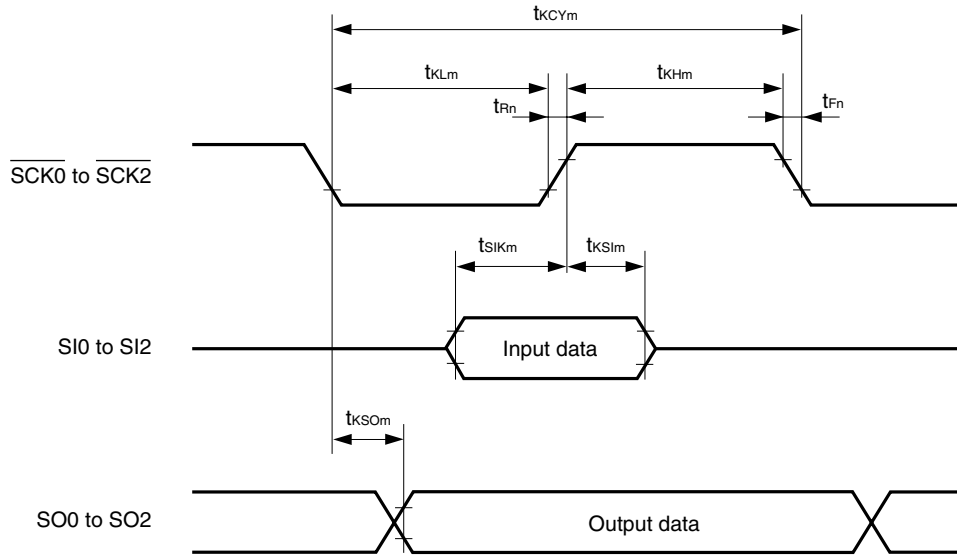 tKCYm
tKLm
tKHm
tRn
tFn
SCK0 to SCK2
tSIKm
tKSIm
SI0 to SI2
Input data
tKSOm
SO0 to SO2
Output data